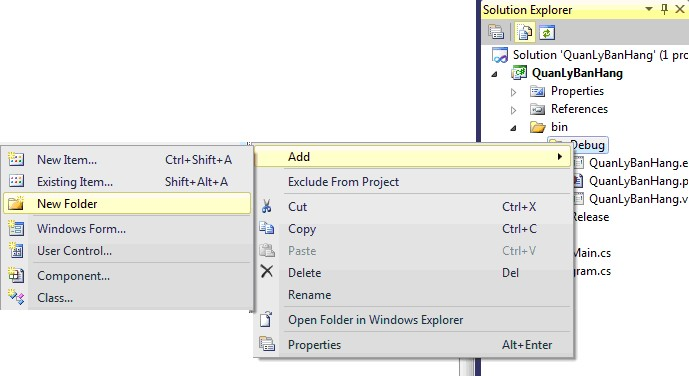 Solution Explorer
Solution 'QuanLyBanHang' (1 pro
QuanLyBanHang
Properties
References
bin
Debug
QuanLyBanHang.e
QuanLyBanHang.p
QuanLyBanHang.v
Release
Main.cs
gram.cs
Add
Exclude From Project
Cut Ctrl+X
Copy Ctrl+C
Paste Ctrl+V
Delete Del
Rename
Open Folder in Windows Explorer
Properties Alt+Enter
New Item... Ctrl+Shift+A
Existing Item... Shift+Alt+A
New Folder
Windows Form...
User Control...
Component...
Class...